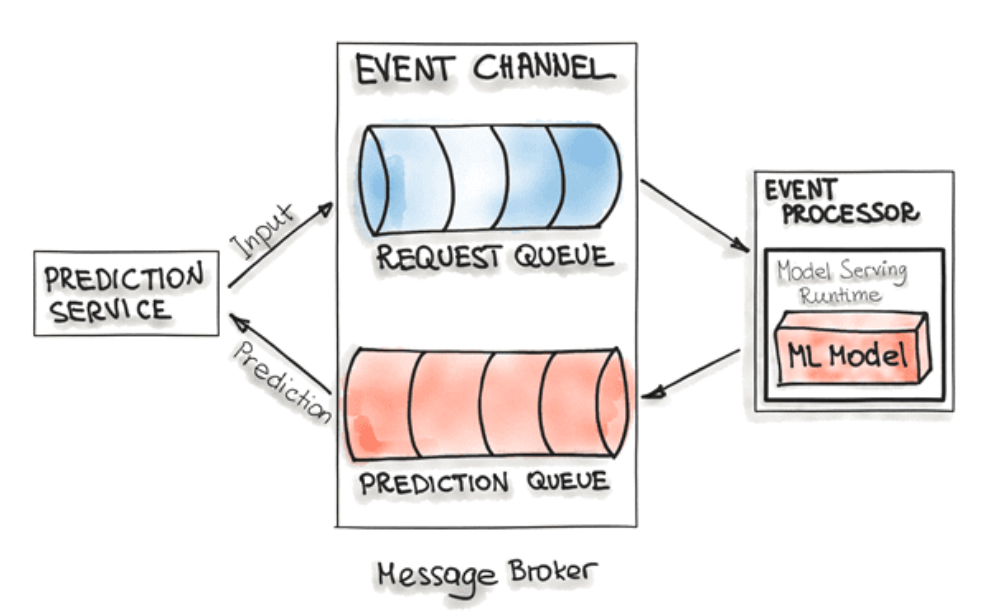 EVENT CHANNEL
REQUEST QUEUE
PREDICTION QUEUE
Message Broker
PREDICTION
SERVICE
Input
Prediction
EVENT
PROCESSOR
Model Serving
Runtime
ML Model